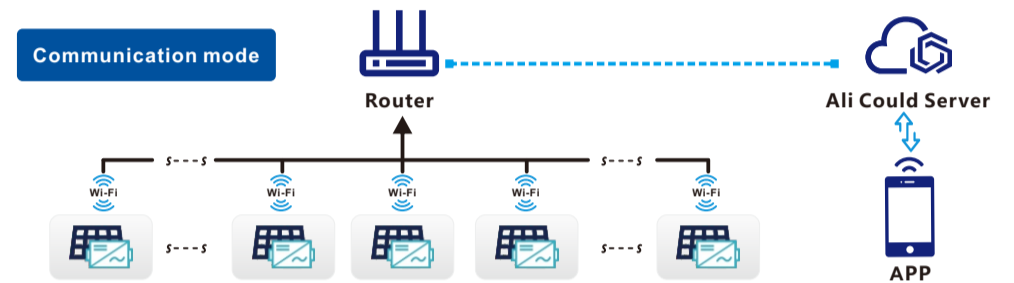 Communication mode
Router
Ali Could Server
s---s s---s
Wi-Fi Wi-Fi Wi-Fi Wi-Fi Wi-Fi
s---s s---s
APP